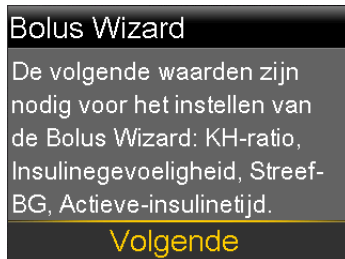 Bolus Wizard
De volgende waarden zijn
nodig voor het instellen van
de Bolus Wizard: KH-ratio,
Insulinegevoeligheid, Streef-
BG, Actieve-insulinetijd.
Volgende